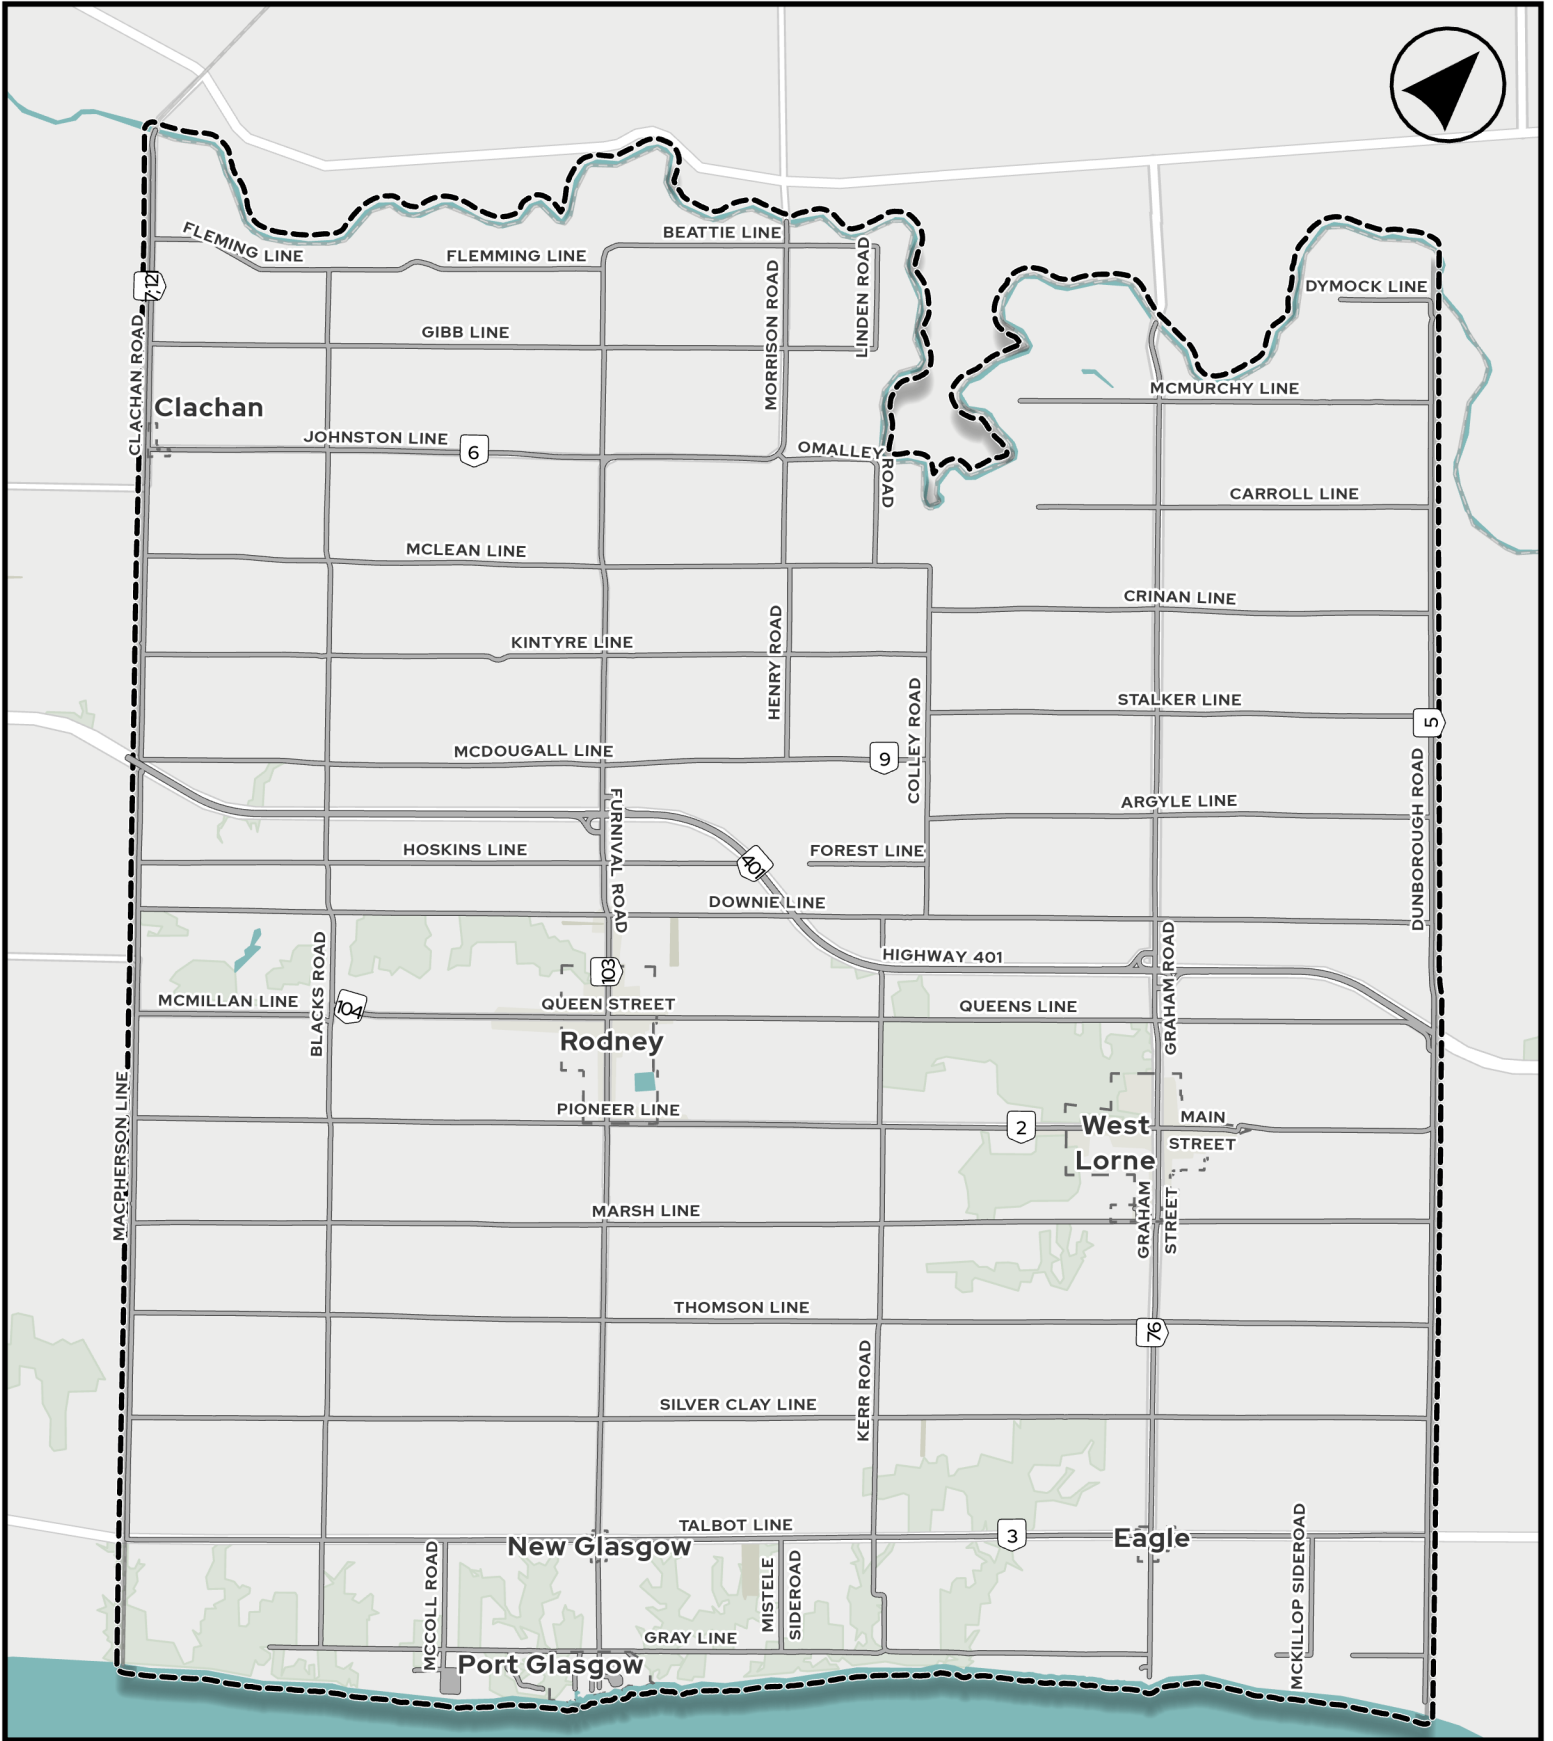 FLEMING LINE
FLEMMING LINE
BEATTIE LINE
LINDEN ROAD
MORRISON ROAD
7;12
DYMOCK LINE
GIBB LINE
CLACHAN ROAD
Clachan
MCMURCHY LINE
JOHNSTON LINE
6
OMALLEY
ROAD
CARROLL LINE
MCLEAN LINE
CRINAN LINE
KINTYRE LINE
HENRY ROAD
COLLEY ROAD
STALKER LINE
5
MCDOUGALL LINE
9
DUNBOROUGH ROAD
ARGYLE LINE
FURNIVAL ROAD
HOSKINS LINE
401
FOREST LINE
DOWNIE LINE
HIGHWAY 401
GRAHAM ROAD
BLACKS ROAD
103
MCMILLAN LINE
104
QUEEN STREET
QUEENS LINE
Rodney
MACPHERSON LINE
PIONEER LINE
2
West
Lorne
MAIN
STREET
GRAHAM
STREET
MARSH LINE
THOMSON LINE
76
KERR ROAD
SILVER CLAY LINE
TALBOT LINE
3
New Glasgow
Eagle
MCCOLL ROAD
MISTELE
SIDEROAD
MCKILLOP SIDEROAD
GRAY LINE
Port Glasgow